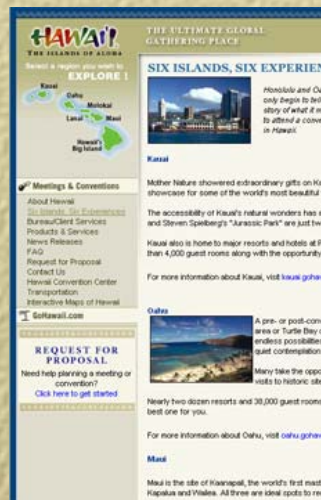 HAWAI'I
THE ISLANDS OF ALOHA
THE ULTIMATE GLOBAL
GATHERING PLACE
Select a region you wish to
EXPLORE !
Kauai
Oahu
Molokai
Lanai
Maui
Hawaii's
Big Island
Meetings & Conventions
About Hawaii
Six Islands, Six Experiences
Bureau/Client Services
Products & Services
News Releases
FAQ
Request for Proposal
Contact Us
Hawaii Convention Center
Transportation
Interactive Maps of Hawaii
GoHawaii.com
REQUEST FOR
PROPOSAL
Need help planning a meeting or
convention?
Click here to get started
SIX ISLANDS, SIX EXPERIEN
Honolulu and Oa
only begin to tel
story of what it m
to attend a conve
in Hawaii.
Kauai
Mother Nature showered extraordinary gifts on Ka
showcase for some of the world's most beautiful
The accessibility of Kauai's natural wonders has a
and Steven Spielberg's "Jurassic Park" are just tw
Kauai also is home to major resorts and hotels at P
than 4,000 guest rooms along with the opportunity
For more information about Kauai, visit kauai.gohaw
Oahu
A pre- or post-conv
area or Turtle Bay o
endless possibilities
quiet contemplation
Many take the oppo
visits to historic site
Nearly two dozen resorts and 38,000 guest rooms
best one for you.
For more information about Oahu, visit oahu.gohaw
Maui
Maui is the site of Kaanapali, the world's first mast
Kapalua and Wailea. All three are ideal spots to re